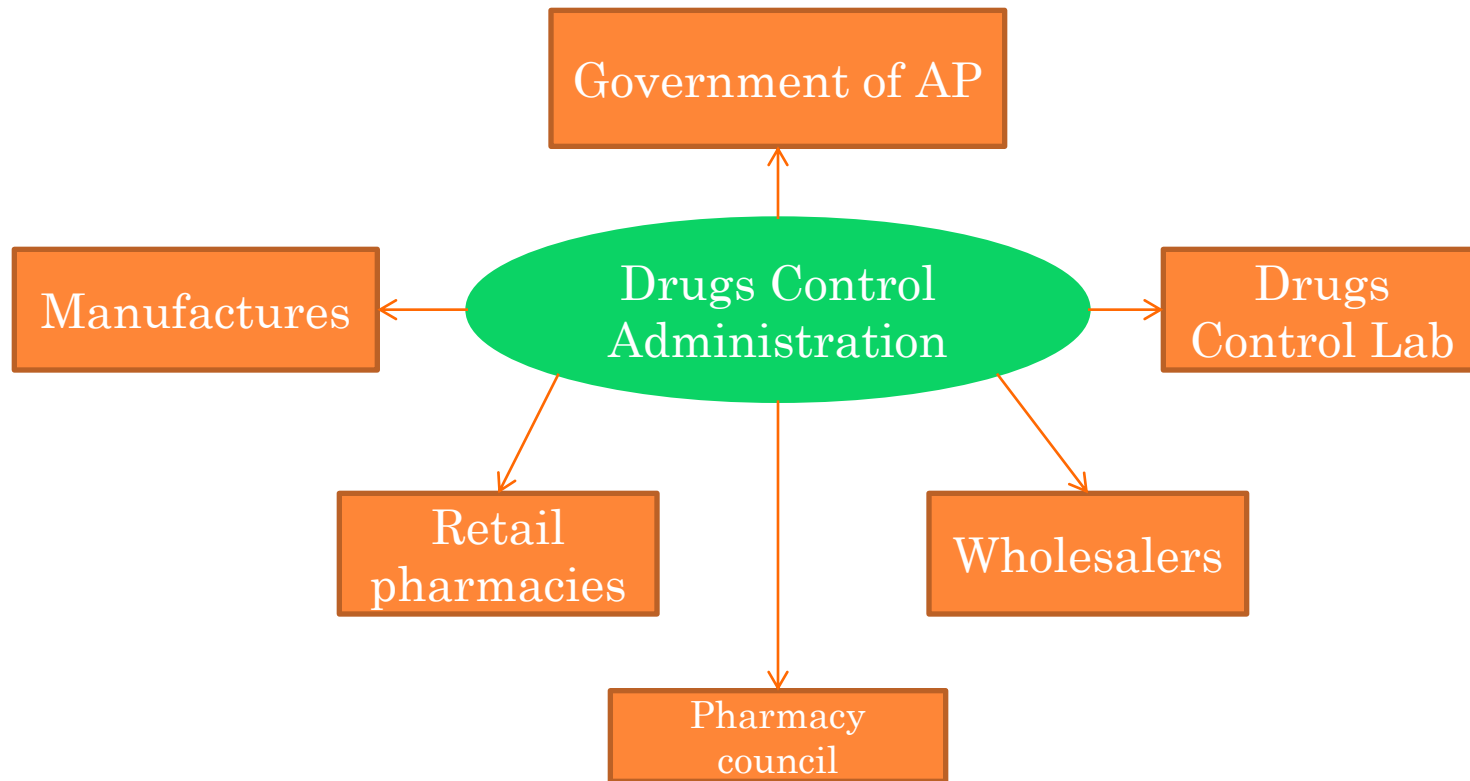 Government of AP
Manufactures
Drugs Control
Administration
Drugs
Control Lab
Retail
pharmacies
Wholesalers
Pharmacy
council